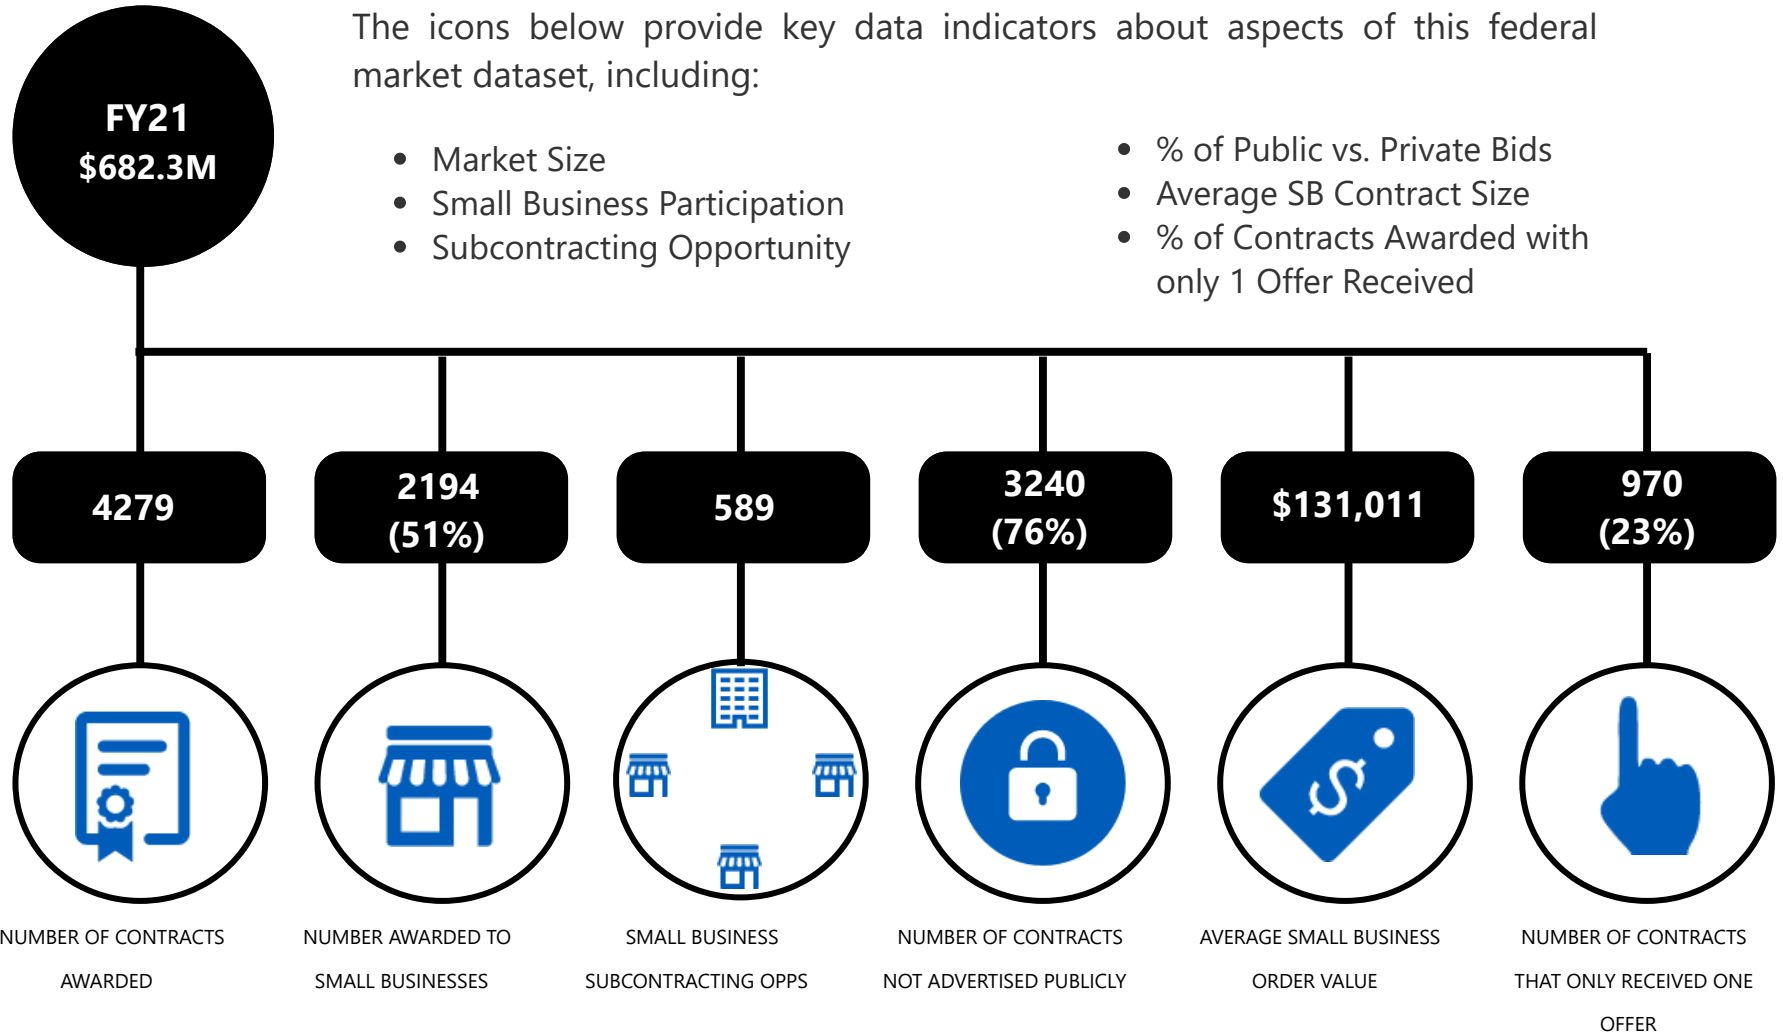 The icons below provide key data indicators about aspects of this federal
market dataset, including:
FY21
$682.3M
• Market Size
• Small Business Participation
• Subcontracting Opportunity
• % of Public vs. Private Bids
• Average SB Contract Size
• % of Contracts Awarded with
only 1 Offer Received
4279
2194
(51%)
589
3240
(76%)
$131,011
970
(23%)
NUMBER OF CONTRACTS
AWARDED
NUMBER AWARDED TO
SMALL BUSINESSES
SMALL BUSINESS
SUBCONTRACTING OPPS
NUMBER OF CONTRACTS
NOT ADVERTISED PUBLICLY
AVERAGE SMALL BUSINESS
ORDER VALUE
NUMBER OF CONTRACTS
THAT ONLY RECEIVED ONE
OFFER